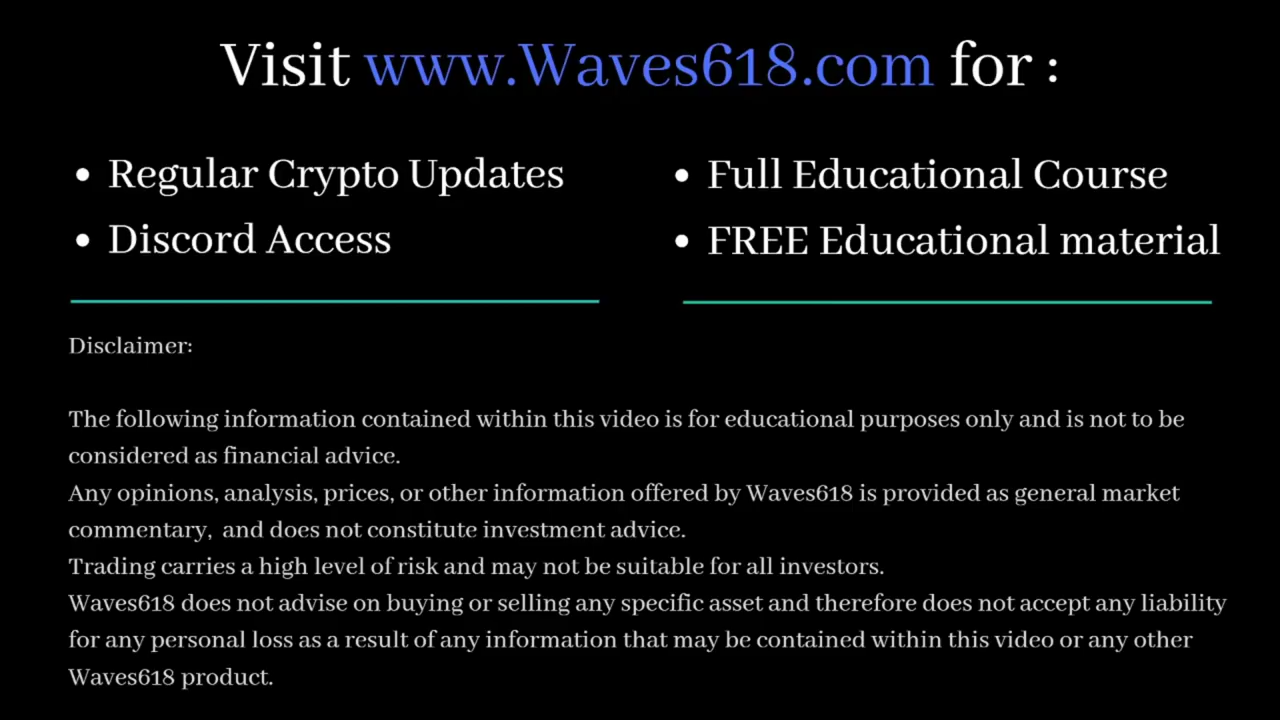 Visit www.Waves618.com for :
• Regular Crypto Updates
• Discord Access
• Full Educational Course
• FREE Educational material
Disclaimer:
The following information contained within this video is for educational purposes only and is not to be
considered as financial advice.
Any opinions, analysis, prices, or other information offered by Waves618 is provided as general market
commentary,  and does not constitute investment advice.
Trading carries a high level of risk and may not be suitable for all investors.
Waves618 does not advise on buying or selling any specific asset and therefore does not accept any liability
for any personal loss as a result of any information that may be contained within this video or any other
Waves618 product.